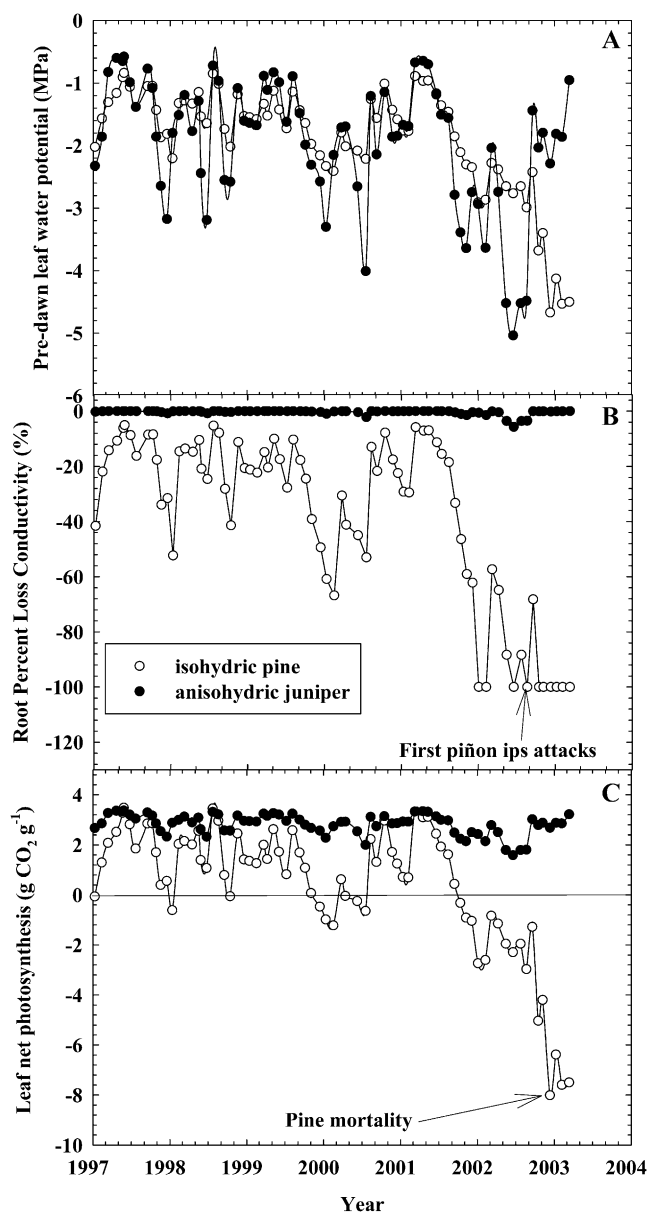 A
0
-1
-2
-3
-4
-5
-6
Pre-dawn leaf water potential (MPa)
B
0
-20
-40
-60
-80
-100
-120
Root Percent Loss Conductivity (%)
isohydric pine
anisohydric juniper
First piñon ips attacks
C
4
2
0
-2
-4
-6
-8
-10
Leaf net photosynthesis (g CO₂ g⁻¹)
Pine mortality
1997 1998 1999 2000 2001 2002 2003 2004
Year